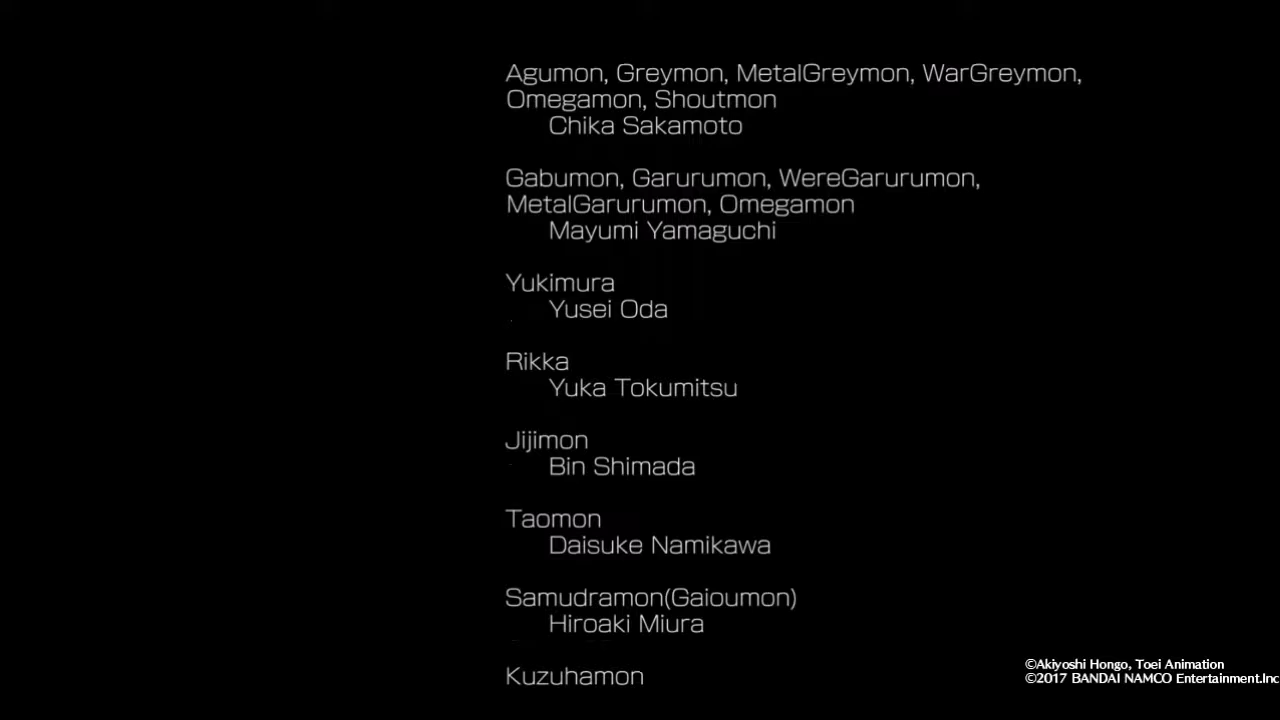 Agumon, Greymon, MetalGreymon, WarGreymon,
Omegamon, Shoutmon
Chika Sakamoto
Gabumon, Garurumon, WereGarurumon,
MetalGarurumon, Omegamon
Mayumi Yamaguchi
Yukimura
Yusei Oda
Rikka
Yuka Tokumitsu
Jijimon
Bin Shimada
Taomon
Daisuke Namikawa
Samudramon(Gaioumon)
Hiroaki Miura
Kuzuhamon
©Akiyoshi Hongo, Toei Animation
©2017 BANDAI NAMCO Entertainment.Inc